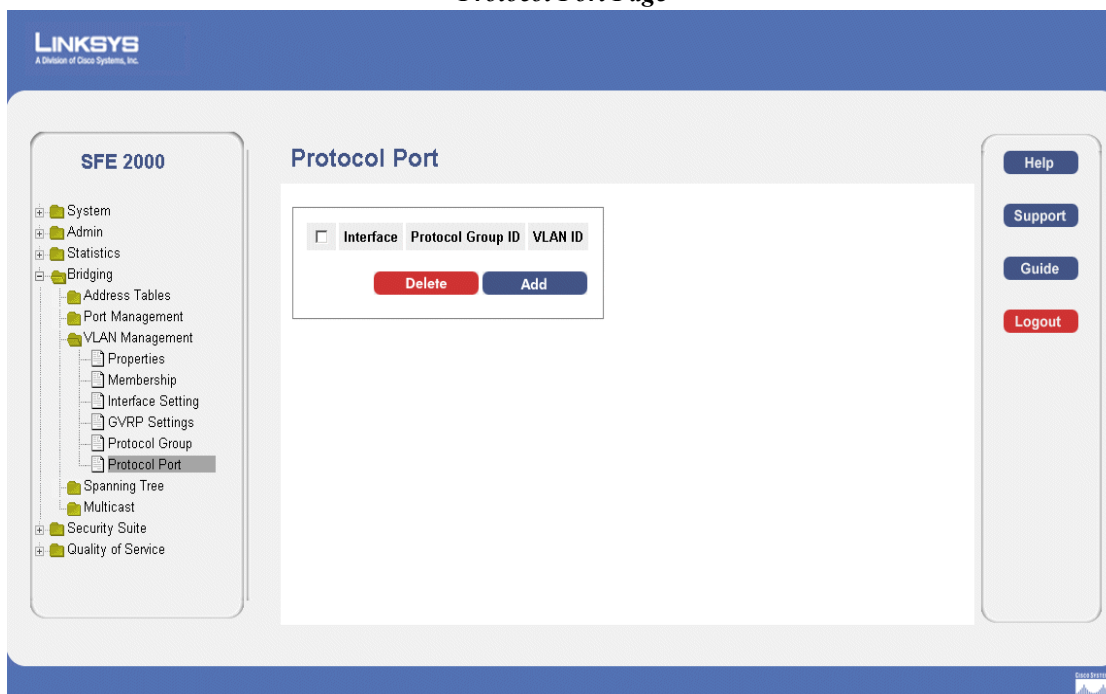 Protocol Port Page
LINKSYS
A Division of Cisco Systems, Inc.
SFE 2000
System
Admin
Statistics
Bridging
Address Tables
Port Management
VLAN Management
Properties
Membership
Interface Setting
GVRP Settings
Protocol Group
Protocol Port
Spanning Tree
Multicast
Security Suite
Quality of Service
Protocol Port
Interface Protocol Group ID VLAN ID
Delete Add
Help
Support
Guide
Logout